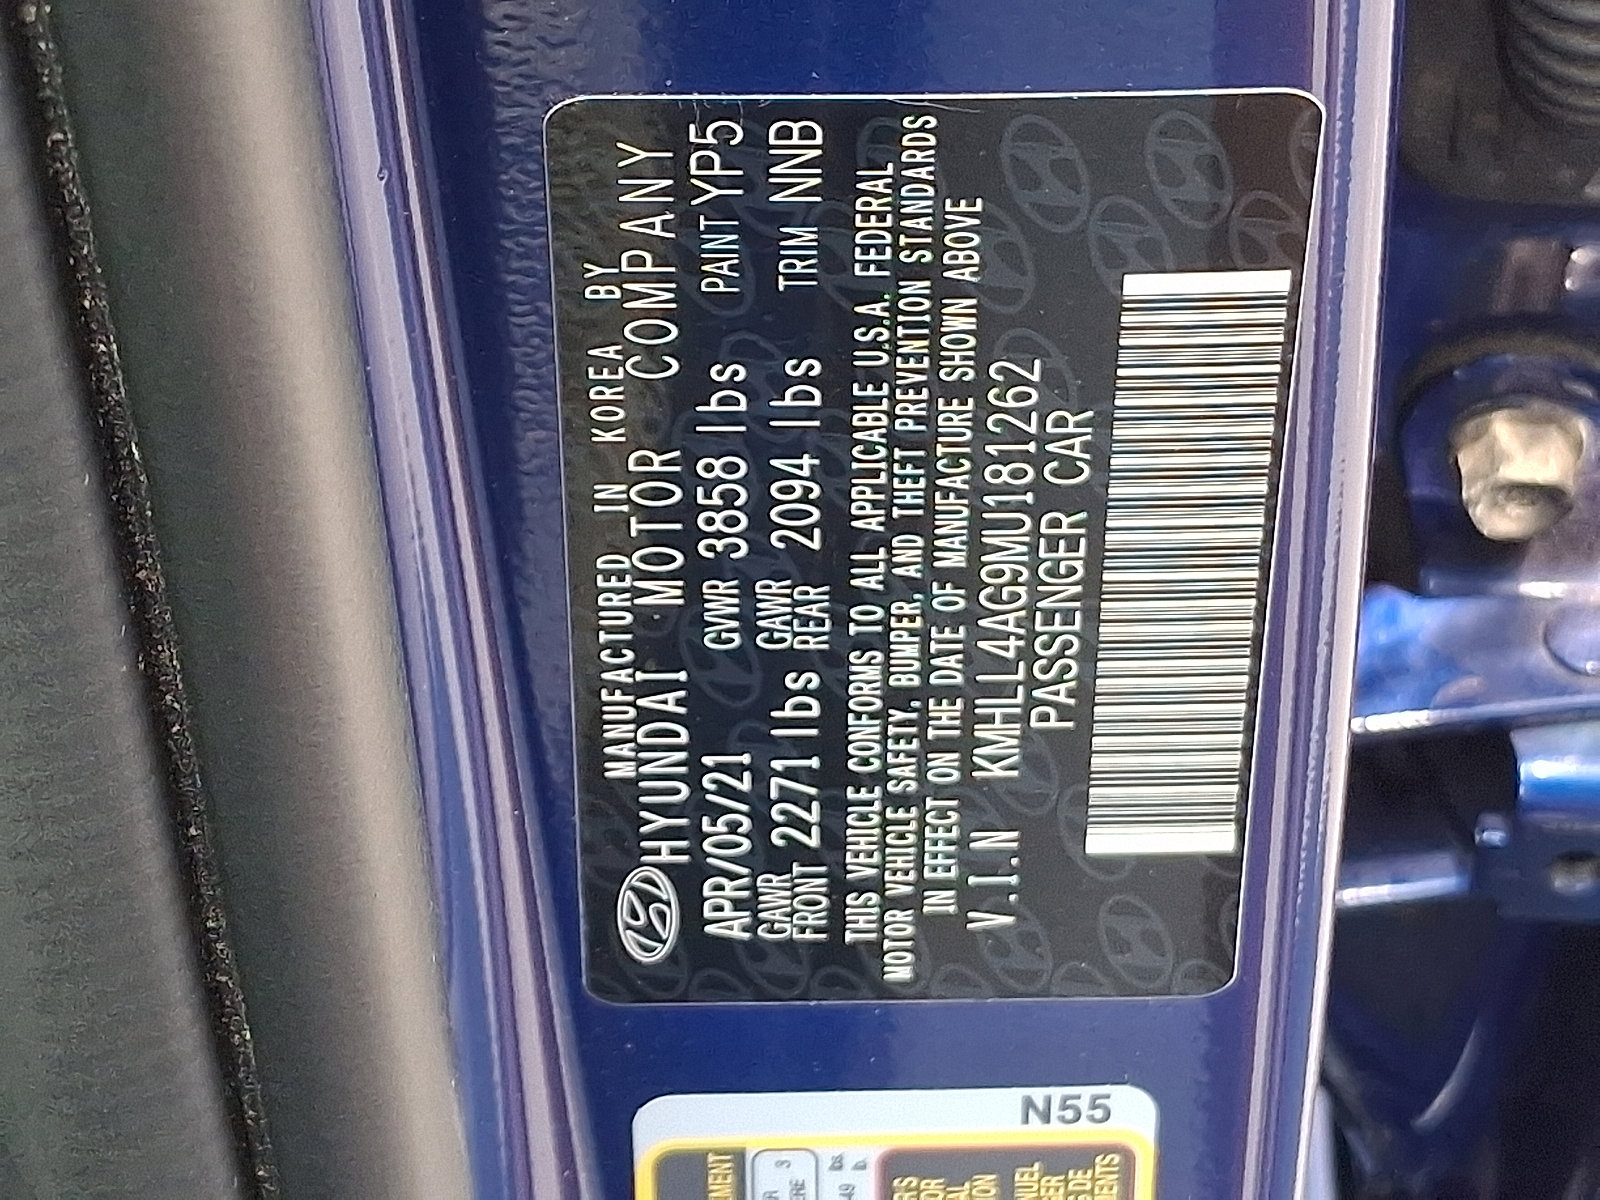 MANUFACTURED IN KOREA BY
HYUNDAI MOTOR COMPANY
APR/05/21 GVWR 3858 lbs PAINT YP5
GAWR FRONT 2271 lbs GAWR REAR 2094 lbs TRIM NNB
THIS VEHICLE CONFORMS TO ALL APPLICABLE U.S.A. FEDERAL
MOTOR VEHICLE SAFETY, BUMPER, AND THEFT PREVENTION STANDARDS
IN EFFECT ON THE DATE OF MANUFACTURE SHOWN ABOVE
V.I.N KMHLL4AG9MU181262
PASSENGER CAR
N55